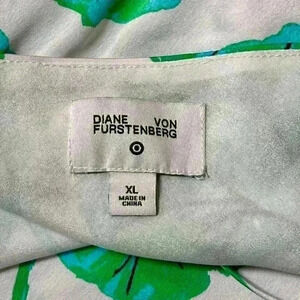 DIANE VON
FURSTENBERG
XL
MADE IN
CHINA